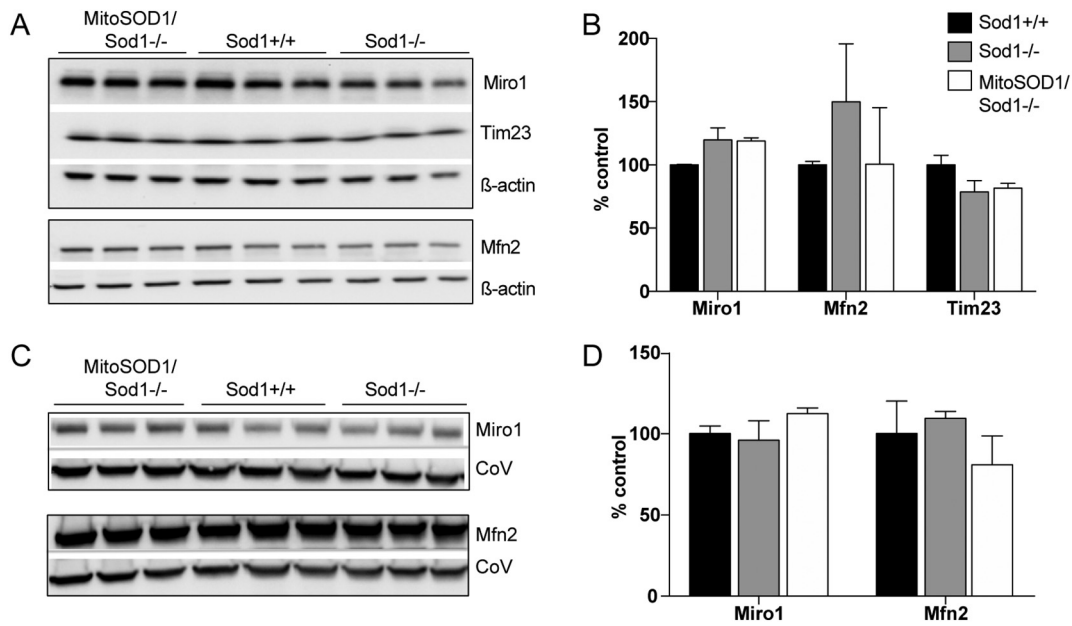 A
MitoSOD1/
Sod1-/-
Sod1+/+
Sod1-/-
Miro1
Tim23
ß-actin
Mfn2
ß-actin
B
Sod1+/+
Sod1-/-
MitoSOD1/
Sod1-/-
% control
200
150
100
50
0
Miro1
Mfn2
Tim23
C
MitoSOD1/
Sod1-/-
Sod1+/+
Sod1-/-
Miro1
CoV
Mfn2
CoV
D
% control
150
100
50
0
Miro1
Mfn2